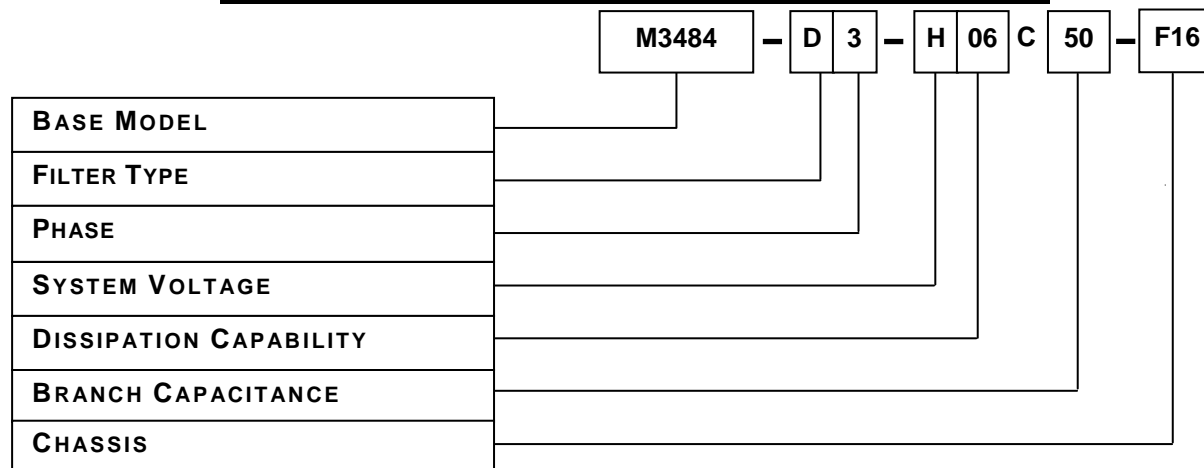 M3484 – D 3 – H 06 C 50 – F16
BASE MODEL
FILTER TYPE
PHASE
SYSTEM VOLTAGE
DISSIPATION CAPABILITY
BRANCH CAPACITANCE
CHASSIS